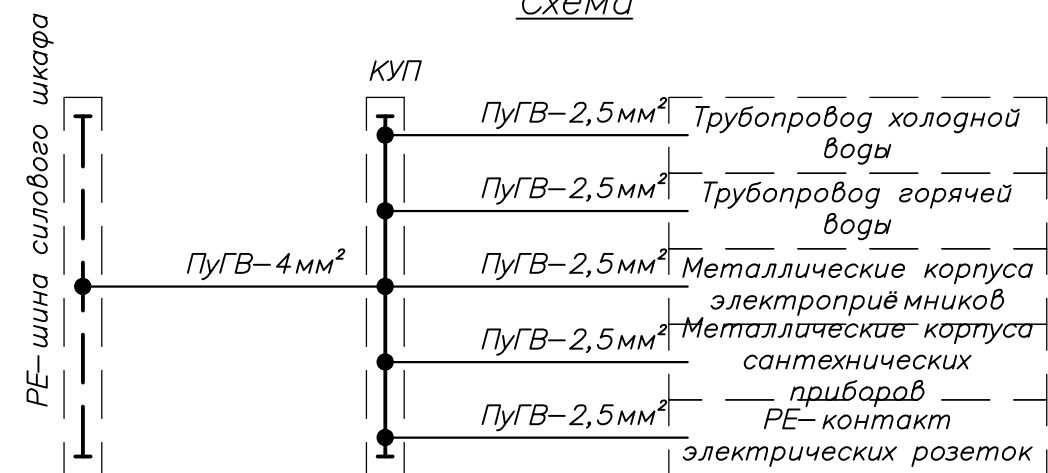 Схема
РЕ-шина силового шкафа
КУП
ПуГВ-4мм²
ПуГВ-2,5мм²
Трубопровод холодной
воды
ПуГВ-2,5мм²
Трубопровод горячей
воды
ПуГВ-2,5мм²
Металлические корпуса
электроприёмников
ПуГВ-2,5мм²
Металлические корпуса
сантехнических
приборов
ПуГВ-2,5мм²
РЕ-контакт
электрических розеток